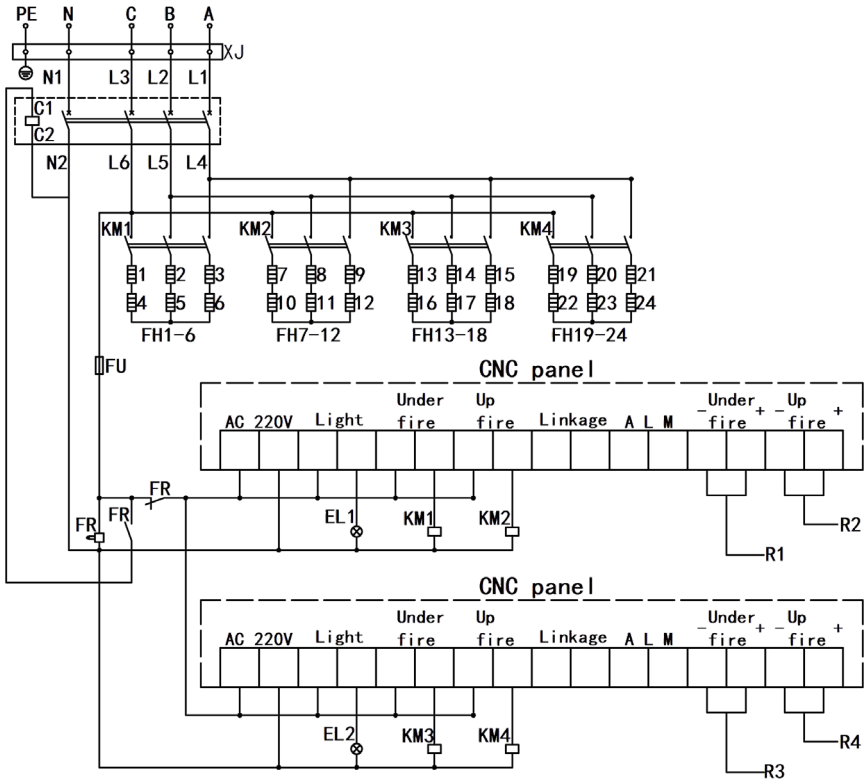 PE N C B A
XJ
N1 L3 L2 L1
C1
C2
N2 L6 L5 L4
KM1 KM2 KM3 KM4
1 2 3 7 8 9 13 14 15 19 20 21
4 5 6 10 11 12 16 17 18 22 23 24
FH1-6 FH7-12 FH13-18 FH19-24
FU
CNC panel
AC 220V Light Under fire Up fire Linkage A L M - Under fire + - Up fire +
FR
FR FR
EL1 KM1 KM2
R2
R1
CNC panel
AC 220V Light Under fire Up fire Linkage A L M - Under fire + - Up fire +
EL2 KM3 KM4
R4
R3